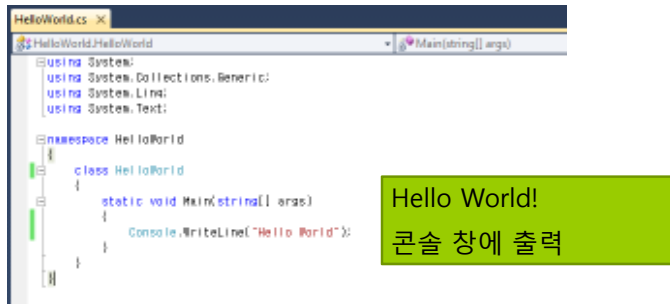 HelloWorld.cs ×
HelloWorld.HelloWorld
Main(string[] args)
using System;
using System.Collections.Generic;
using System.Linq;
using System.Text;
namespace HelloWorld
{
class HelloWorld
{
static void Main(string[] args)
{
Console.WriteLine("Hello World");
}
}
}
Hello World!
콘솔 창에 출력